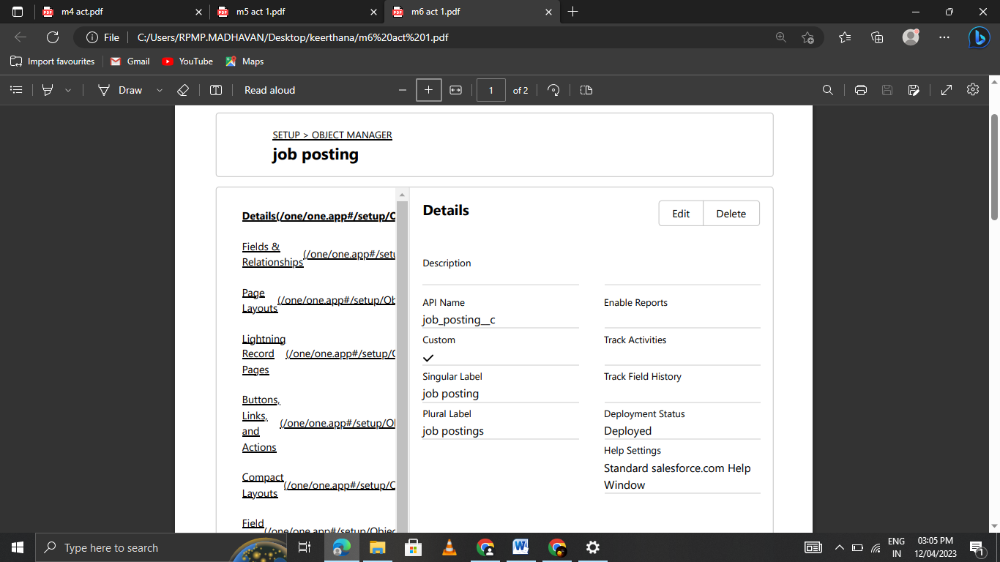 m4 act.pdf
m5 act 1.pdf
m6 act 1.pdf
File
C:/Users/RPMP.MADHAVAN/Desktop/keerthana/m6%20act%201.pdf
Import favourites
Gmail
YouTube
Maps
Draw
Read aloud
1
of 2
SETUP > OBJECT MANAGER
job posting
Details(/one/one.app#/setup/O
Fields &
Relationships
(/one/one.app#/setu
Page
Layouts
(/one/one.app#/setup/Ob
Lightning
Record
Pages
(/one/one.app#/setup/O
Buttons,
Links,
and
Actions
(/one/one.app#/setup/Ob
Compact
Layouts
(/one/one.app#/setup/O
Field
(/one/one.app#/setup/Objec
Details
Edit
Delete
Description
API Name
job_posting__c
Enable Reports
Custom
Track Activities
Singular Label
job posting
Track Field History
Plural Label
job postings
Deployment Status
Deployed
Help Settings
Standard salesforce.com Help
Window
Type here to search
ENG
IN
03:05 PM
12/04/2023
1